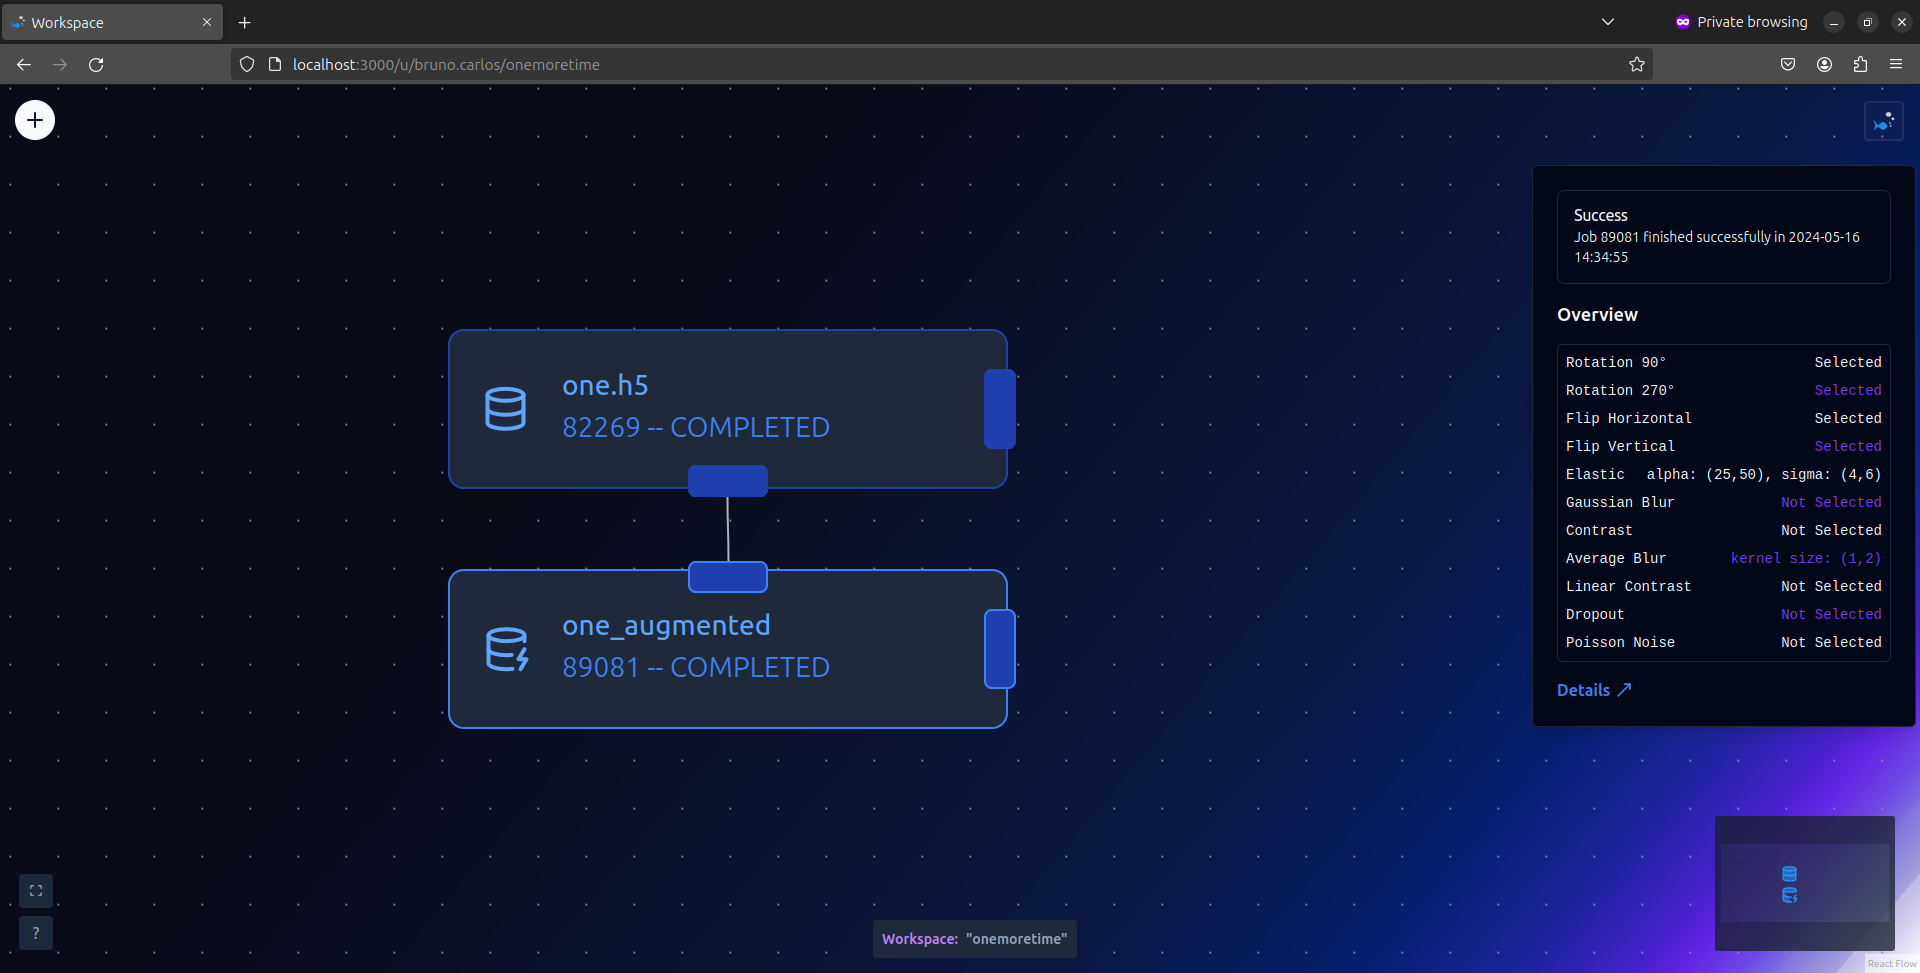 Workspace
Private browsing
localhost:3000/u/bruno.carlos/onemoretime
Success
Job 89081 finished successfully in 2024-05-16
14:34:55
Overview
Rotation 90° Selected
Rotation 270° Selected
Flip Horizontal Selected
Flip Vertical Selected
Elastic alpha: (25,50), sigma: (4,6)
Gaussian Blur Not Selected
Contrast Not Selected
Average Blur kernel size: (1,2)
Linear Contrast Not Selected
Dropout Not Selected
Poisson Noise Not Selected
Details
one.h5
82269 -- COMPLETED
one_augmented
89081 -- COMPLETED
?
Workspace: "onemoretime"
React Flow